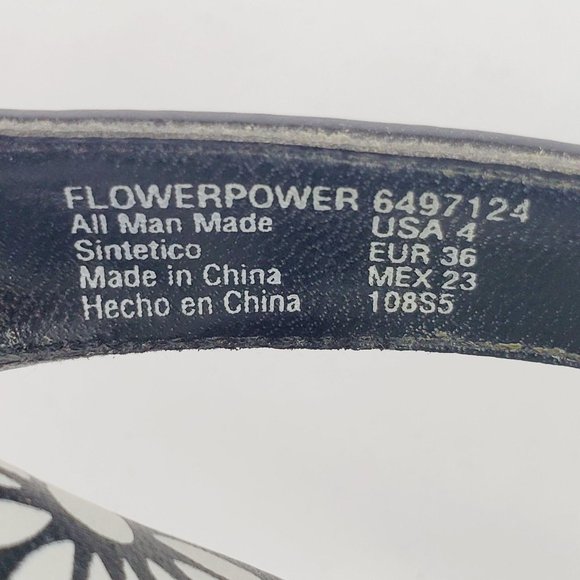 FLOWERPOWER 6497124
All Man Made USA 4
Sintetico EUR 36
Made in China MEX 23
Hecho en China 108S5